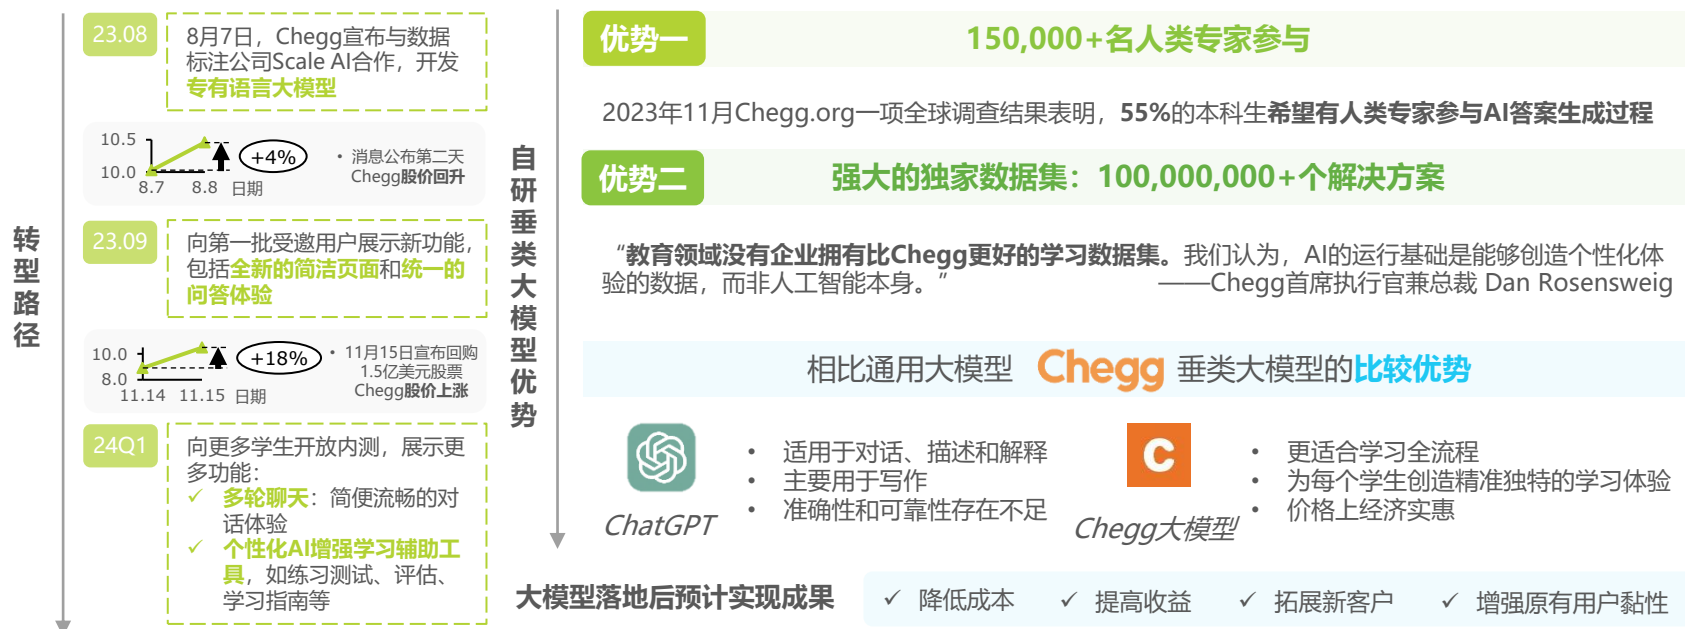 转型路径
23.08
8月7日，Chegg宣布与数据
标注公司Scale AI合作，开发
专有语言大模型
10.5
10.0
8.7
8.8
日期
+4%
• 消息公布第二天
Chegg股价回升
23.09
向第一批受邀用户展示新功能，
包括全新的简洁页面和统一的
问答体验
10.0
8.0
11.14
11.15
日期
+18%
• 11月15日宣布回购
1.5亿美元股票
Chegg股价上涨
24Q1
向更多学生开放内测，展示更
多功能：
✓ 多轮聊天：简便流畅的对
话体验
✓ 个性化AI增强学习辅助工
具，如练习测试、评估、
学习指南等
自研垂类大模型优势
优势一
150,000+名人类专家参与
2023年11月Chegg.org一项全球调查结果表明，55%的本科生希望有人类专家参与AI答案生成过程
优势二
强大的独家数据集：100,000,000+个解决方案
“教育领域没有企业拥有比Chegg更好的学习数据集。我们认为，AI的运行基础是能够创造个性化体
验的数据，而非人工智能本身。” ——Chegg首席执行官兼总裁 Dan Rosensweig
相比通用大模型 Chegg 垂类大模型的比较优势
ChatGPT
• 适用于对话、描述和解释
• 主要用于写作
• 准确性和可靠性存在不足
C
Chegg大模型
• 更适合学习全流程
• 为每个学生创造精准独特的学习体验
• 价格上经济实惠
大模型落地后预计实现成果
✓ 降低成本
✓ 提高收益
✓ 拓展新客户
✓ 增强原有用户黏性